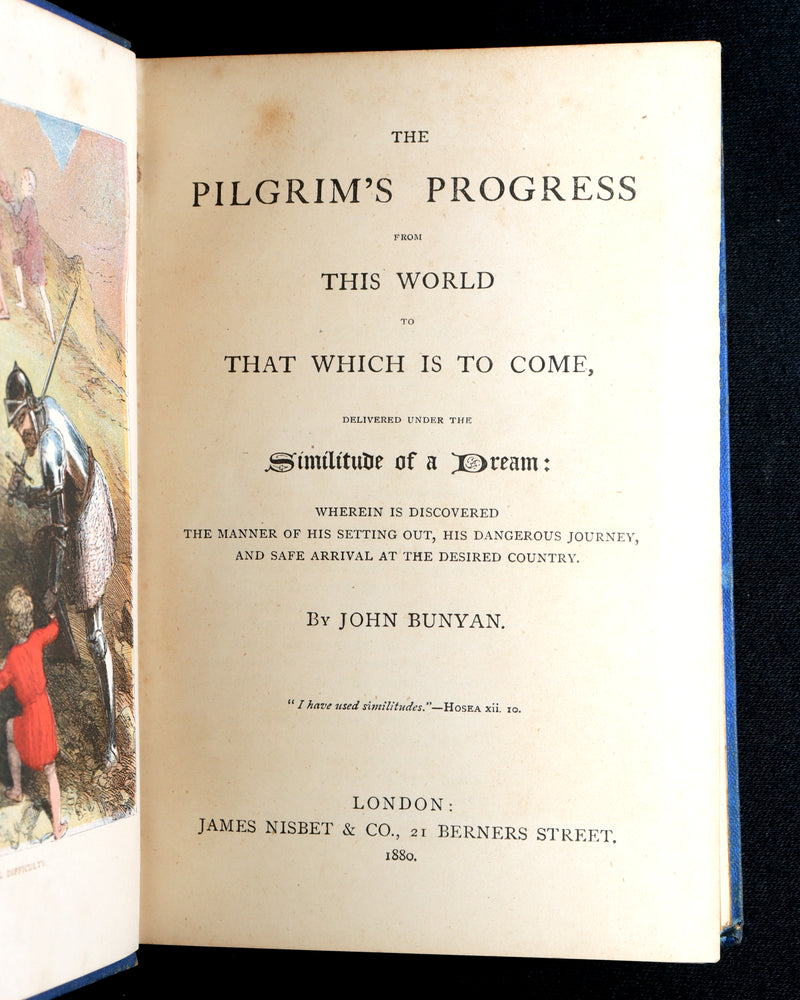 THE
PILGRIM'S PROGRESS
FROM
THIS WORLD
TO
THAT WHICH IS TO COME,
DELIVERED UNDER THE
Similitude of a Dream:
WHEREIN IS DISCOVERED
THE MANNER OF HIS SETTING OUT, HIS DANGEROUS JOURNEY,
AND SAFE ARRIVAL AT THE DESIRED COUNTRY.
By JOHN BUNYAN.
"I have used similitudes."—HOSEA xii. 10.
LONDON:
JAMES NISBET & CO., 21 BERNERS STREET.
1880.
DIFFICULTY